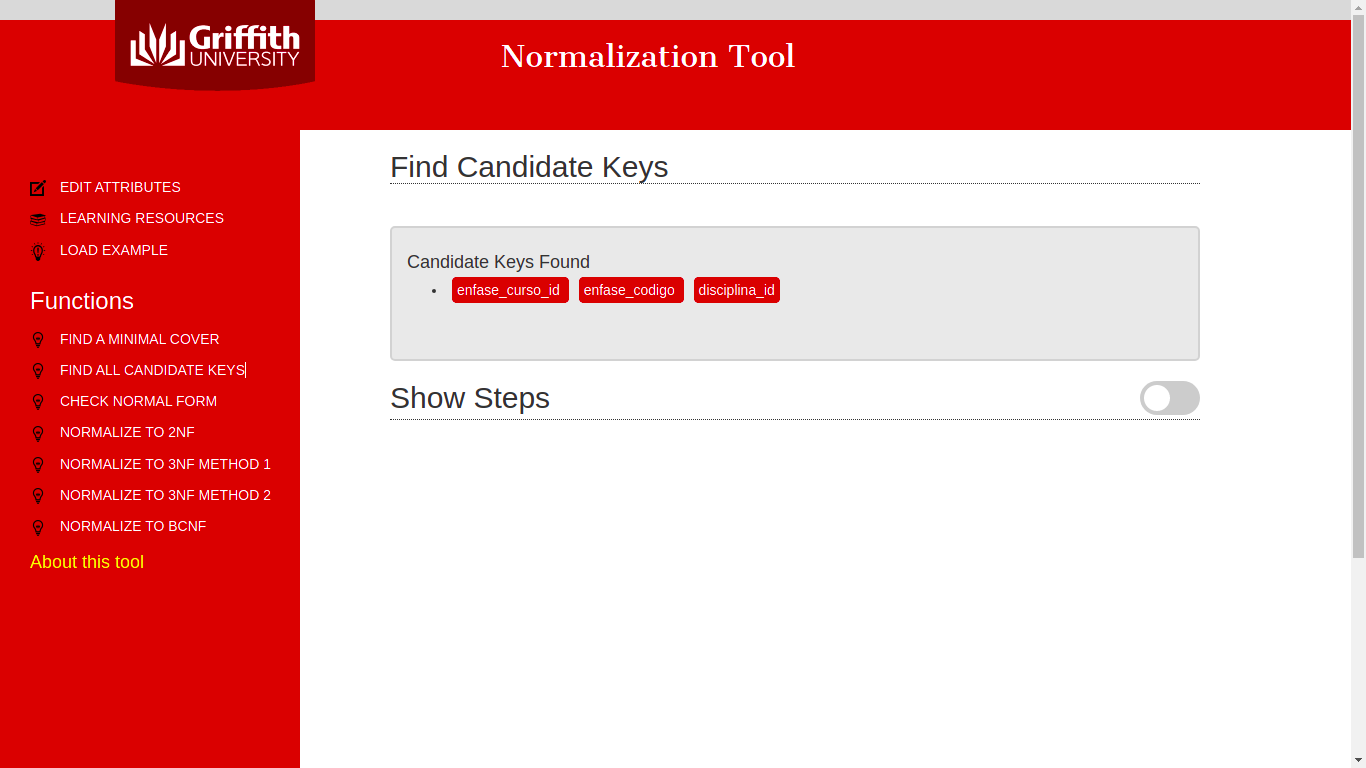 Griffith
UNIVERSITY
Normalization Tool
EDIT ATTRIBUTES
LEARNING RESOURCES
LOAD EXAMPLE
Functions
FIND A MINIMAL COVER
FIND ALL CANDIDATE KEYS
CHECK NORMAL FORM
NORMALIZE TO 2NF
NORMALIZE TO 3NF METHOD 1
NORMALIZE TO 3NF METHOD 2
NORMALIZE TO BCNF
About this tool
Find Candidate Keys
Candidate Keys Found
enfase_curso_id enfase_codigo disciplina_id
Show Steps